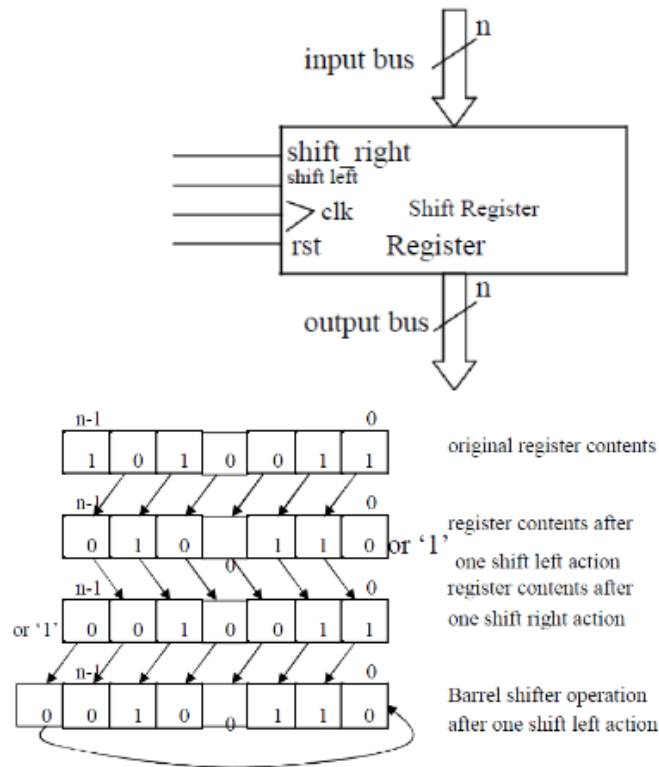 n
input bus
shift_right
shift left
clk Shift Register
rst Register
n
output bus
n-1 0
1 0 1 0 0 1 1 original register contents
n-1 0 register contents after
0 1 0 0 1 1 0 or ‘1’ one shift left action
n-1 0 register contents after
or ‘1’ 0 0 1 0 0 1 1 one shift right action
n-1 0 Barrel shifter operation
0 0 1 0 0 1 1 0 after one shift left action